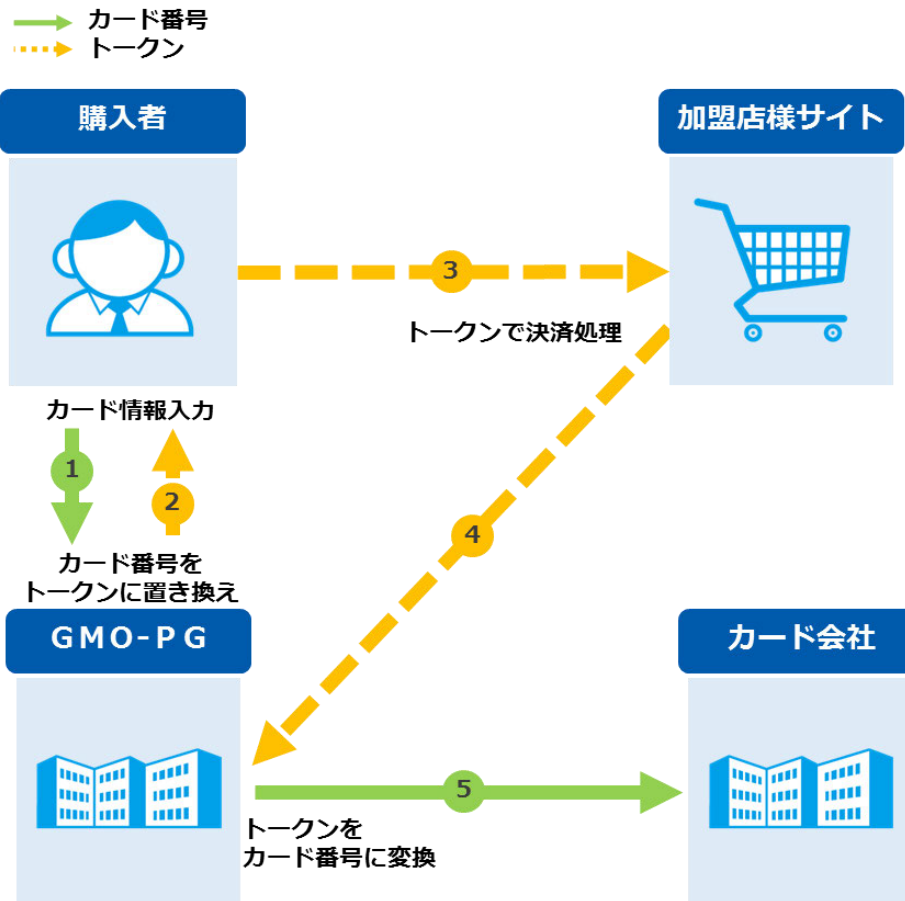 カード番号
トークン
購入者
加盟店様サイト
3
トークンで決済処理
カード情報入力
1
2
4
カード番号を
トークンに置き換え
GMO-PG
カード会社
5
トークンを
カード番号に変換